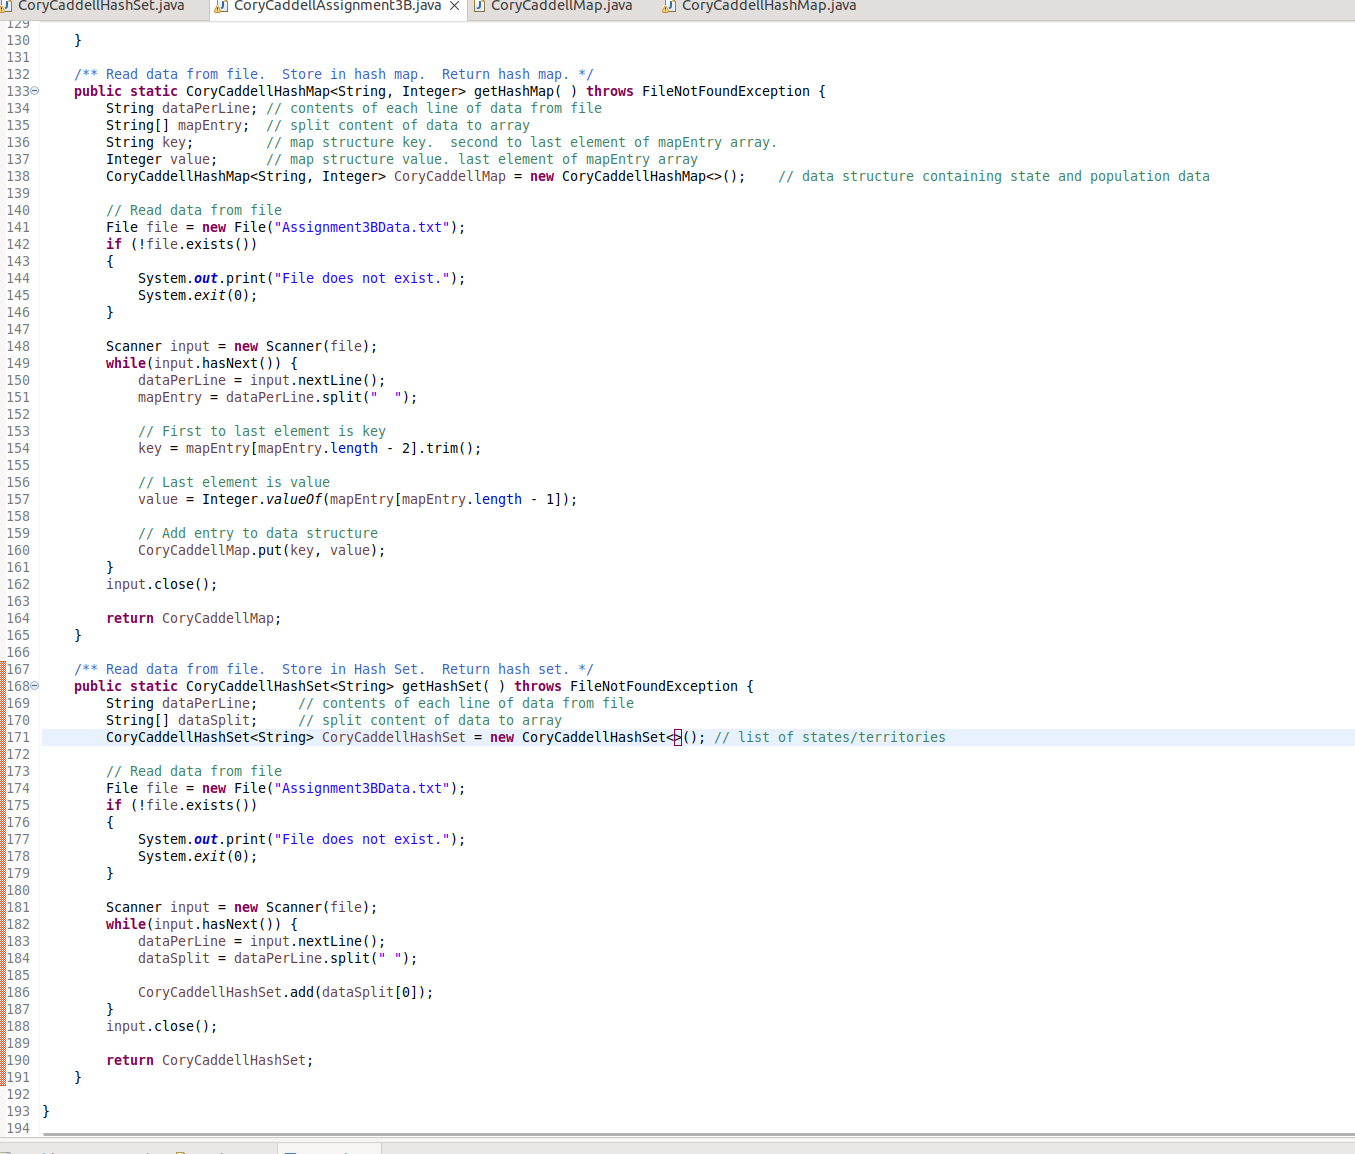 CoryCaddellHashSet.java CoryCaddellAssignment3B.java CoryCaddellMap.java CoryCaddellHashMap.java
129
130     }
131
132     /** Read data from file.  Store in hash map.  Return hash map. */
133     public static CoryCaddellHashMap<String, Integer> getHashMap( ) throws FileNotFoundException {
134         String dataPerLine; // contents of each line of data from file
135         String[] mapEntry;  // split content of data to array
136         String key;         // map structure key.  second to last element of mapEntry array.
137         Integer value;      // map structure value. last element of mapEntry array
138         CoryCaddellHashMap<String, Integer> CoryCaddellMap = new CoryCaddellHashMap<>();    // data structure containing state and population data
139
140         // Read data from file
141         File file = new File("Assignment3BData.txt");
142         if (!file.exists())
143         {
144             System.out.print("File does not exist.");
145             System.exit(0);
146         }
147
148         Scanner input = new Scanner(file);
149         while(input.hasNext()) {
150             dataPerLine = input.nextLine();
151             mapEntry = dataPerLine.split("  ");
152
153             // First to last element is key
154             key = mapEntry[mapEntry.length - 2].trim();
155
156             // Last element is value
157             value = Integer.valueOf(mapEntry[mapEntry.length - 1]);
158
159             // Add entry to data structure
160             CoryCaddellMap.put(key, value);
161         }
162         input.close();
163
164         return CoryCaddellMap;
165     }
166
167     /** Read data from file.  Store in Hash Set.  Return hash set. */
168     public static CoryCaddellHashSet<String> getHashSet( ) throws FileNotFoundException {
169         String dataPerLine;     // contents of each line of data from file
170         String[] dataSplit;     // split content of data to array
171         CoryCaddellHashSet<String> CoryCaddellHashSet = new CoryCaddellHashSet<>(); // list of states/territories
172
173         // Read data from file
174         File file = new File("Assignment3BData.txt");
175         if (!file.exists())
176         {
177             System.out.print("File does not exist.");
178             System.exit(0);
179         }
180
181         Scanner input = new Scanner(file);
182         while(input.hasNext()) {
183             dataPerLine = input.nextLine();
184             dataSplit = dataPerLine.split(" ");
185
186             CoryCaddellHashSet.add(dataSplit[0]);
187         }
188         input.close();
189
190         return CoryCaddellHashSet;
191     }
192
193 }
194